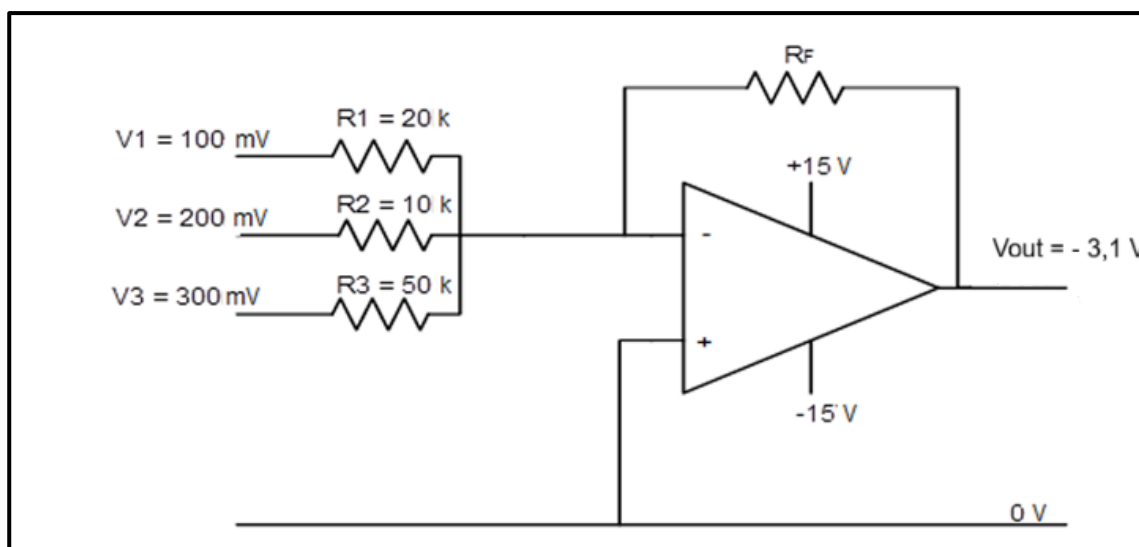 RF
R1 = 20 k
V1 = 100 mV
+15 V
R2 = 10 k
V2 = 200 mV
-
Vout = - 3,1 V
R3 = 50 k
V3 = 300 mV
+
-15 V
0 V